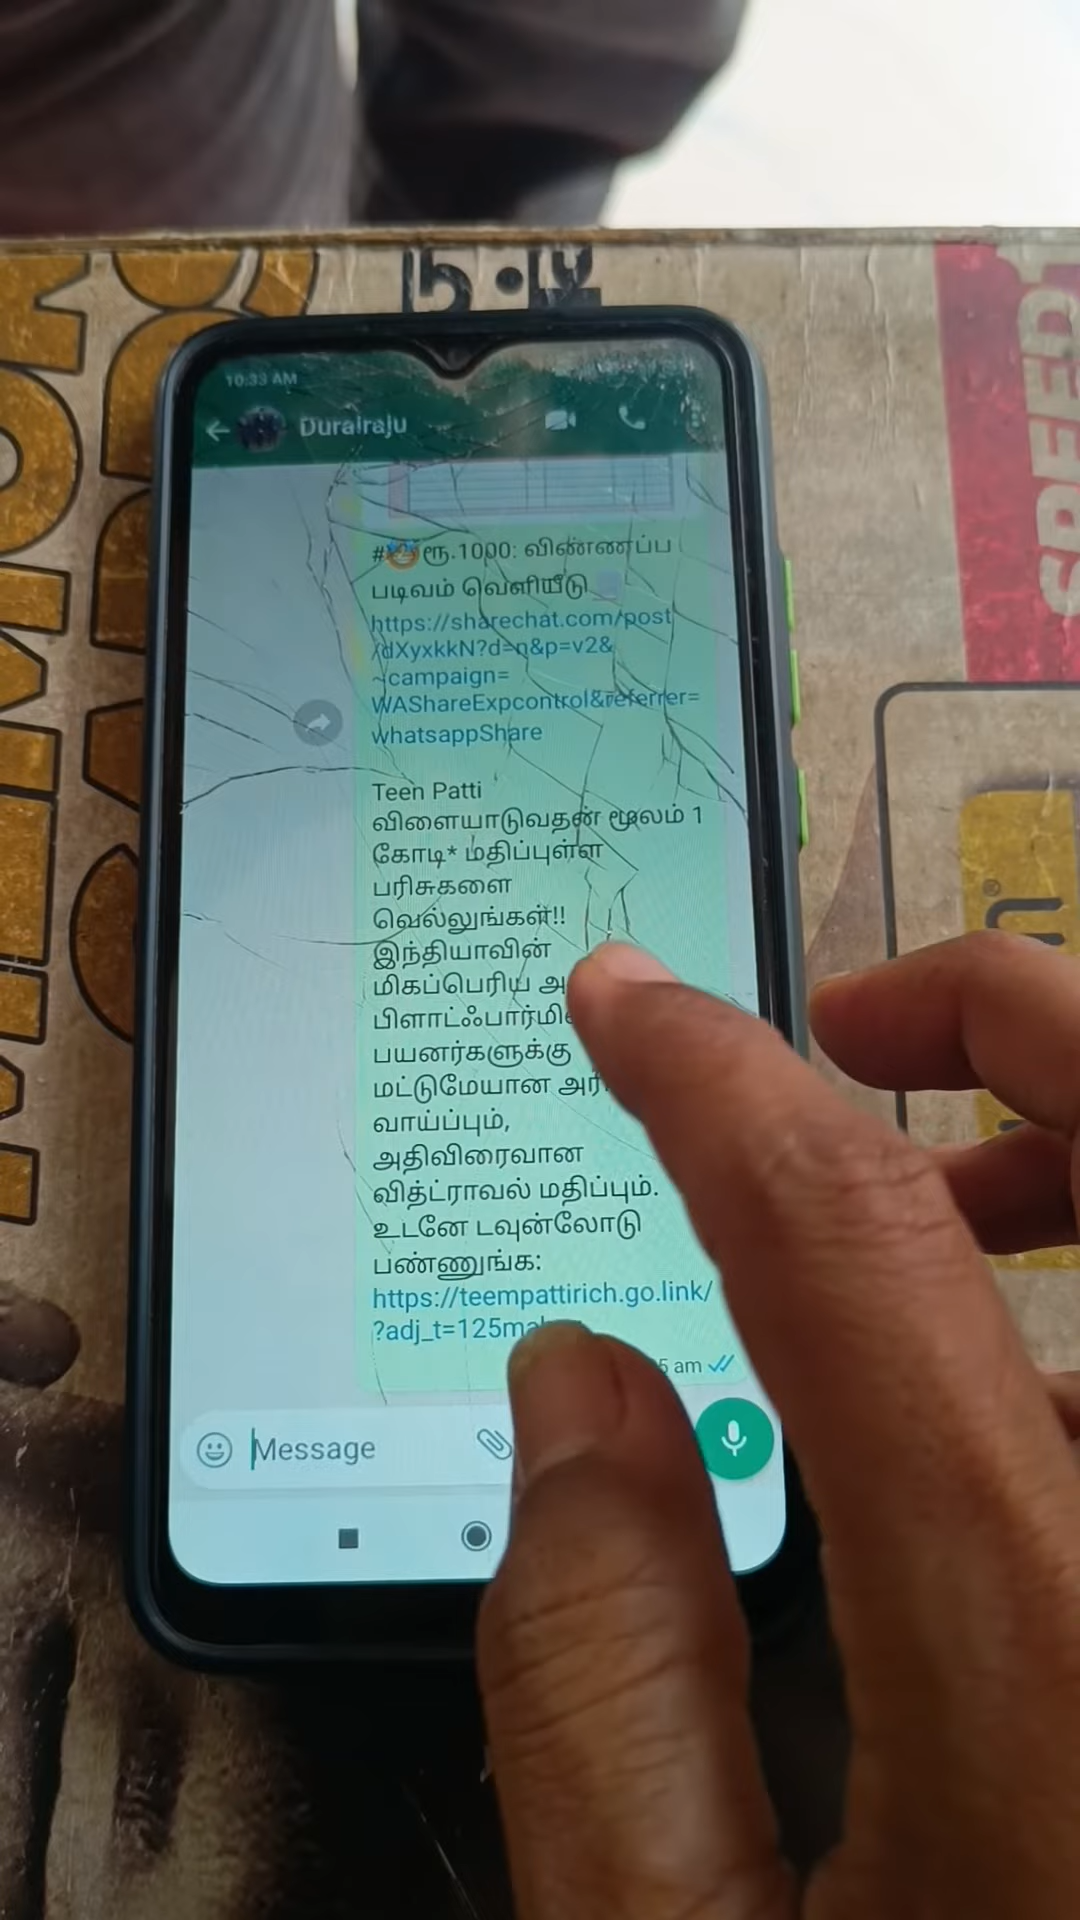 10:33 AM
Durairaju
#🤩ரூ.1000: விண்ணப்ப
படிவம் வெளியீடு
https://sharechat.com/post
/dXyxkkN?d=n&p=v2&
~campaign=
WAShareExpcontrol&referrer=
whatsappShare
Teen Patti
விளையாடுவதன் மூலம் 1
கோடி* மதிப்புள்ள
பரிசுகளை
வெல்லுங்கள்!!
இந்தியாவின்
மிகப்பெரிய
பயனர்களுக்கு
மட்டுமேயான
வாய்ப்பும்,
அதிவிரைவான
வித்ட்ராவல் மதிப்பும்.
உடனே டவுன்லோடு
பண்ணுங்க:
https://teempattirich.go.link/
am
Message
SPEED